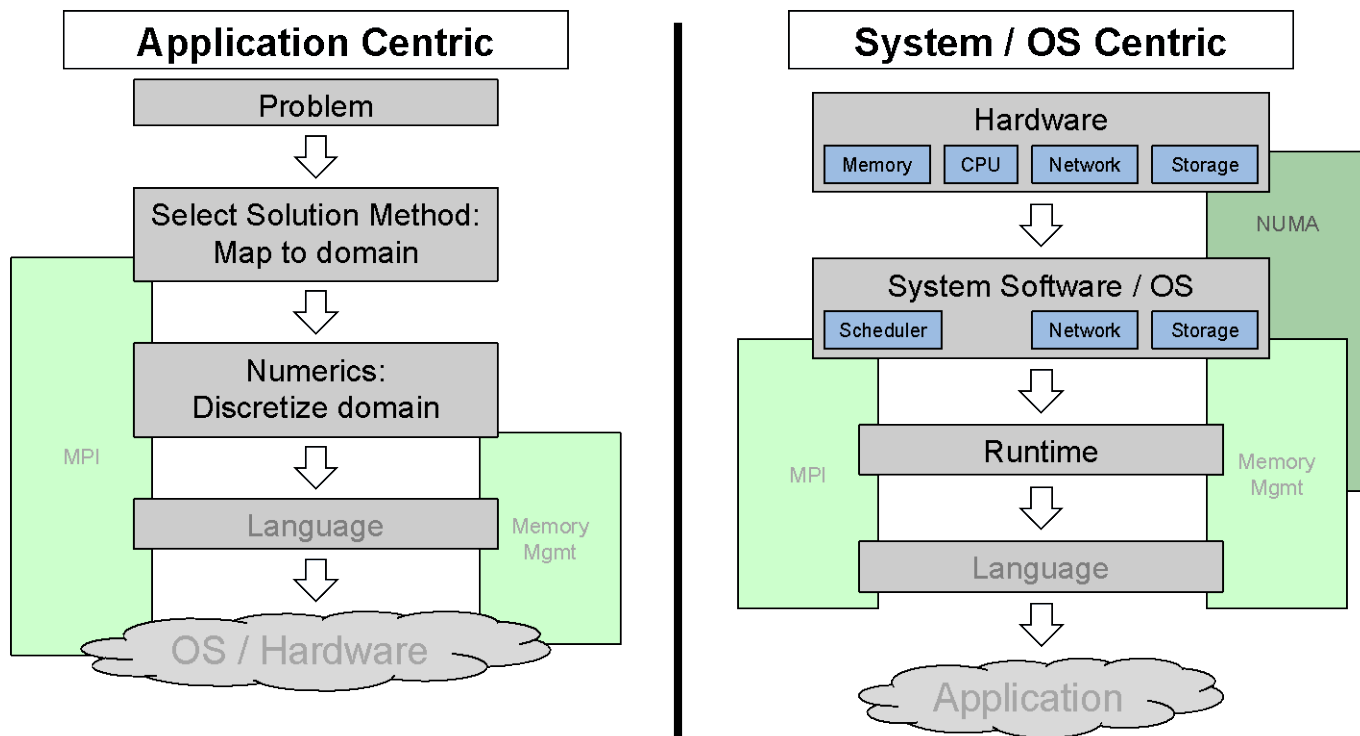 Application Centric
Problem
Select Solution Method:
Map to domain
Numerics:
Discretize domain
MPI
Language
Memory
Mgmt
OS / Hardware
System / OS Centric
Hardware
Memory
CPU
Network
Storage
NUMA
System Software / OS
Scheduler
Network
Storage
Runtime
MPI
Memory
Mgmt
Language
Application